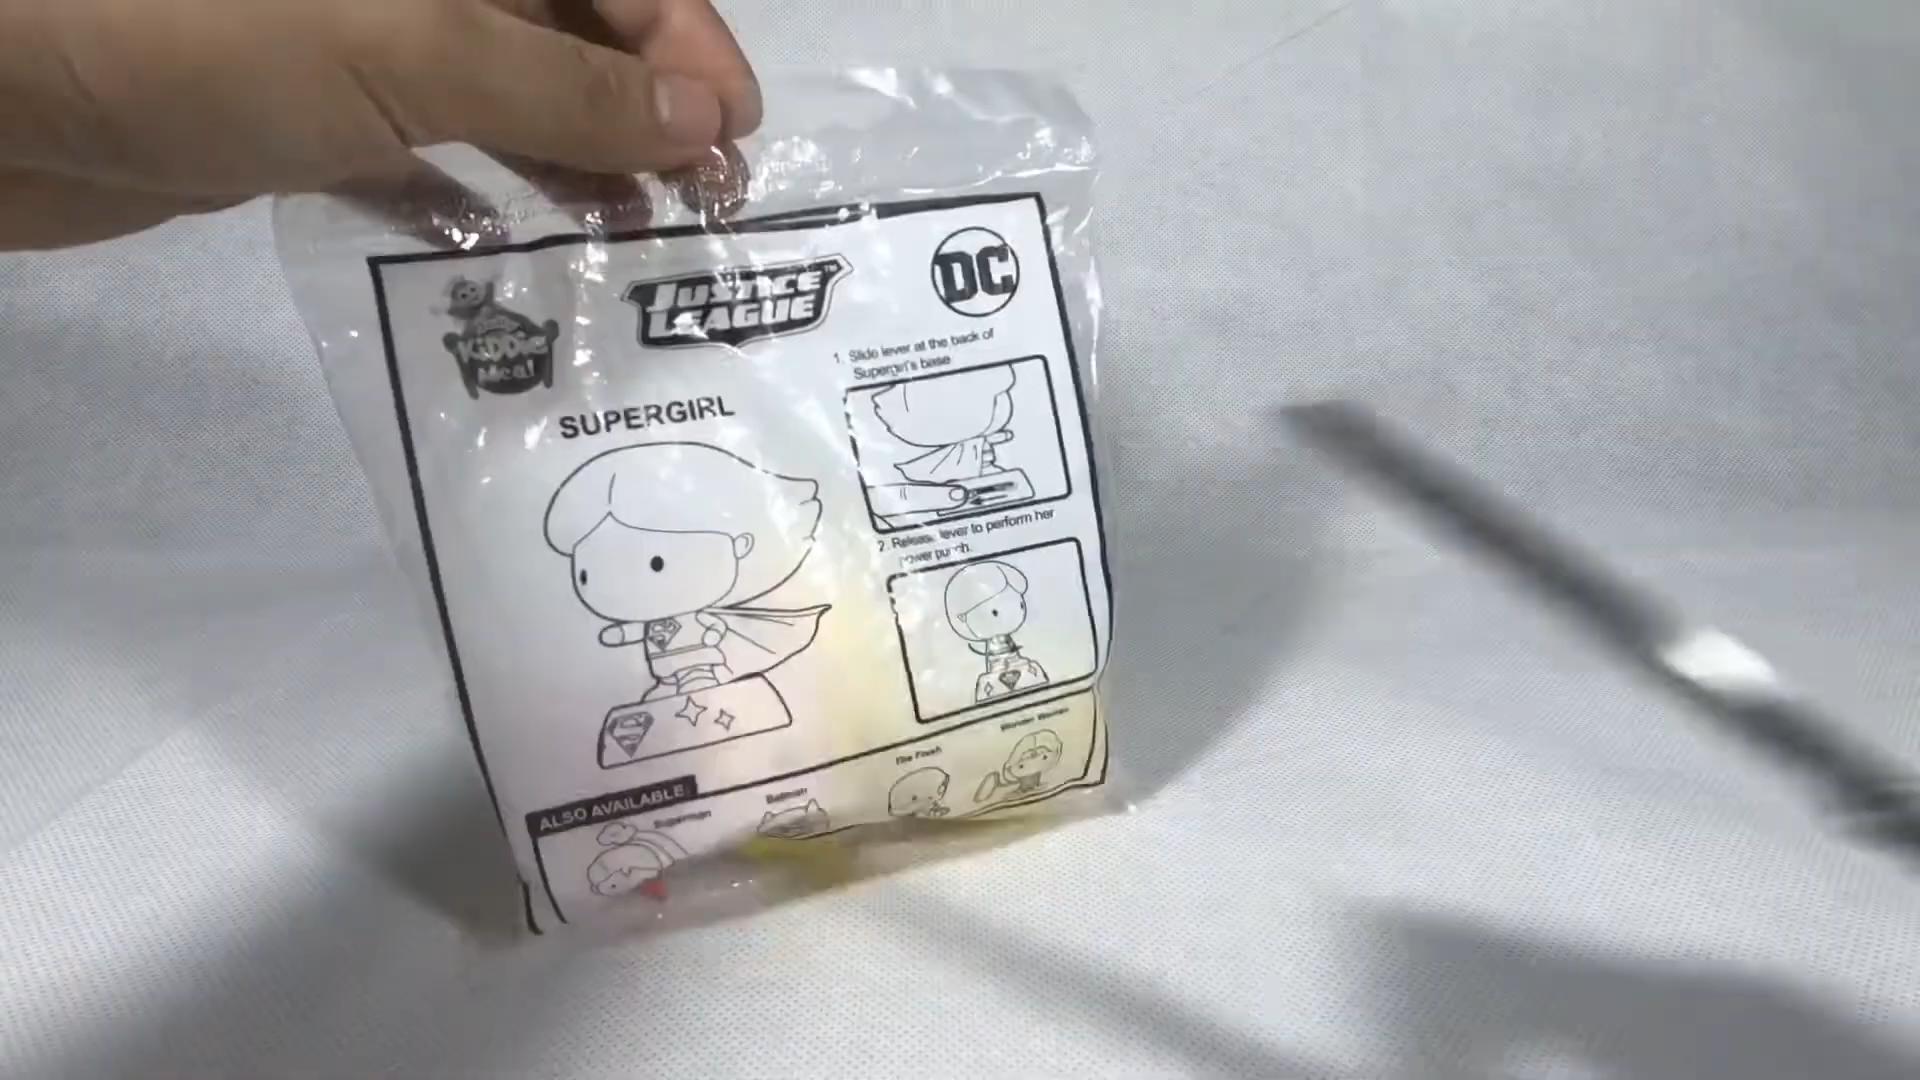 KiDDie
Meal
JUSTICE
LEAGUE™
DC
SUPERGIRL
1. Slide lever at the back of
Supergirl's base
2. Release lever to perform her
power punch.
ALSO AVAILABLE
Superman
Batman
The Flash
Wonder Woman